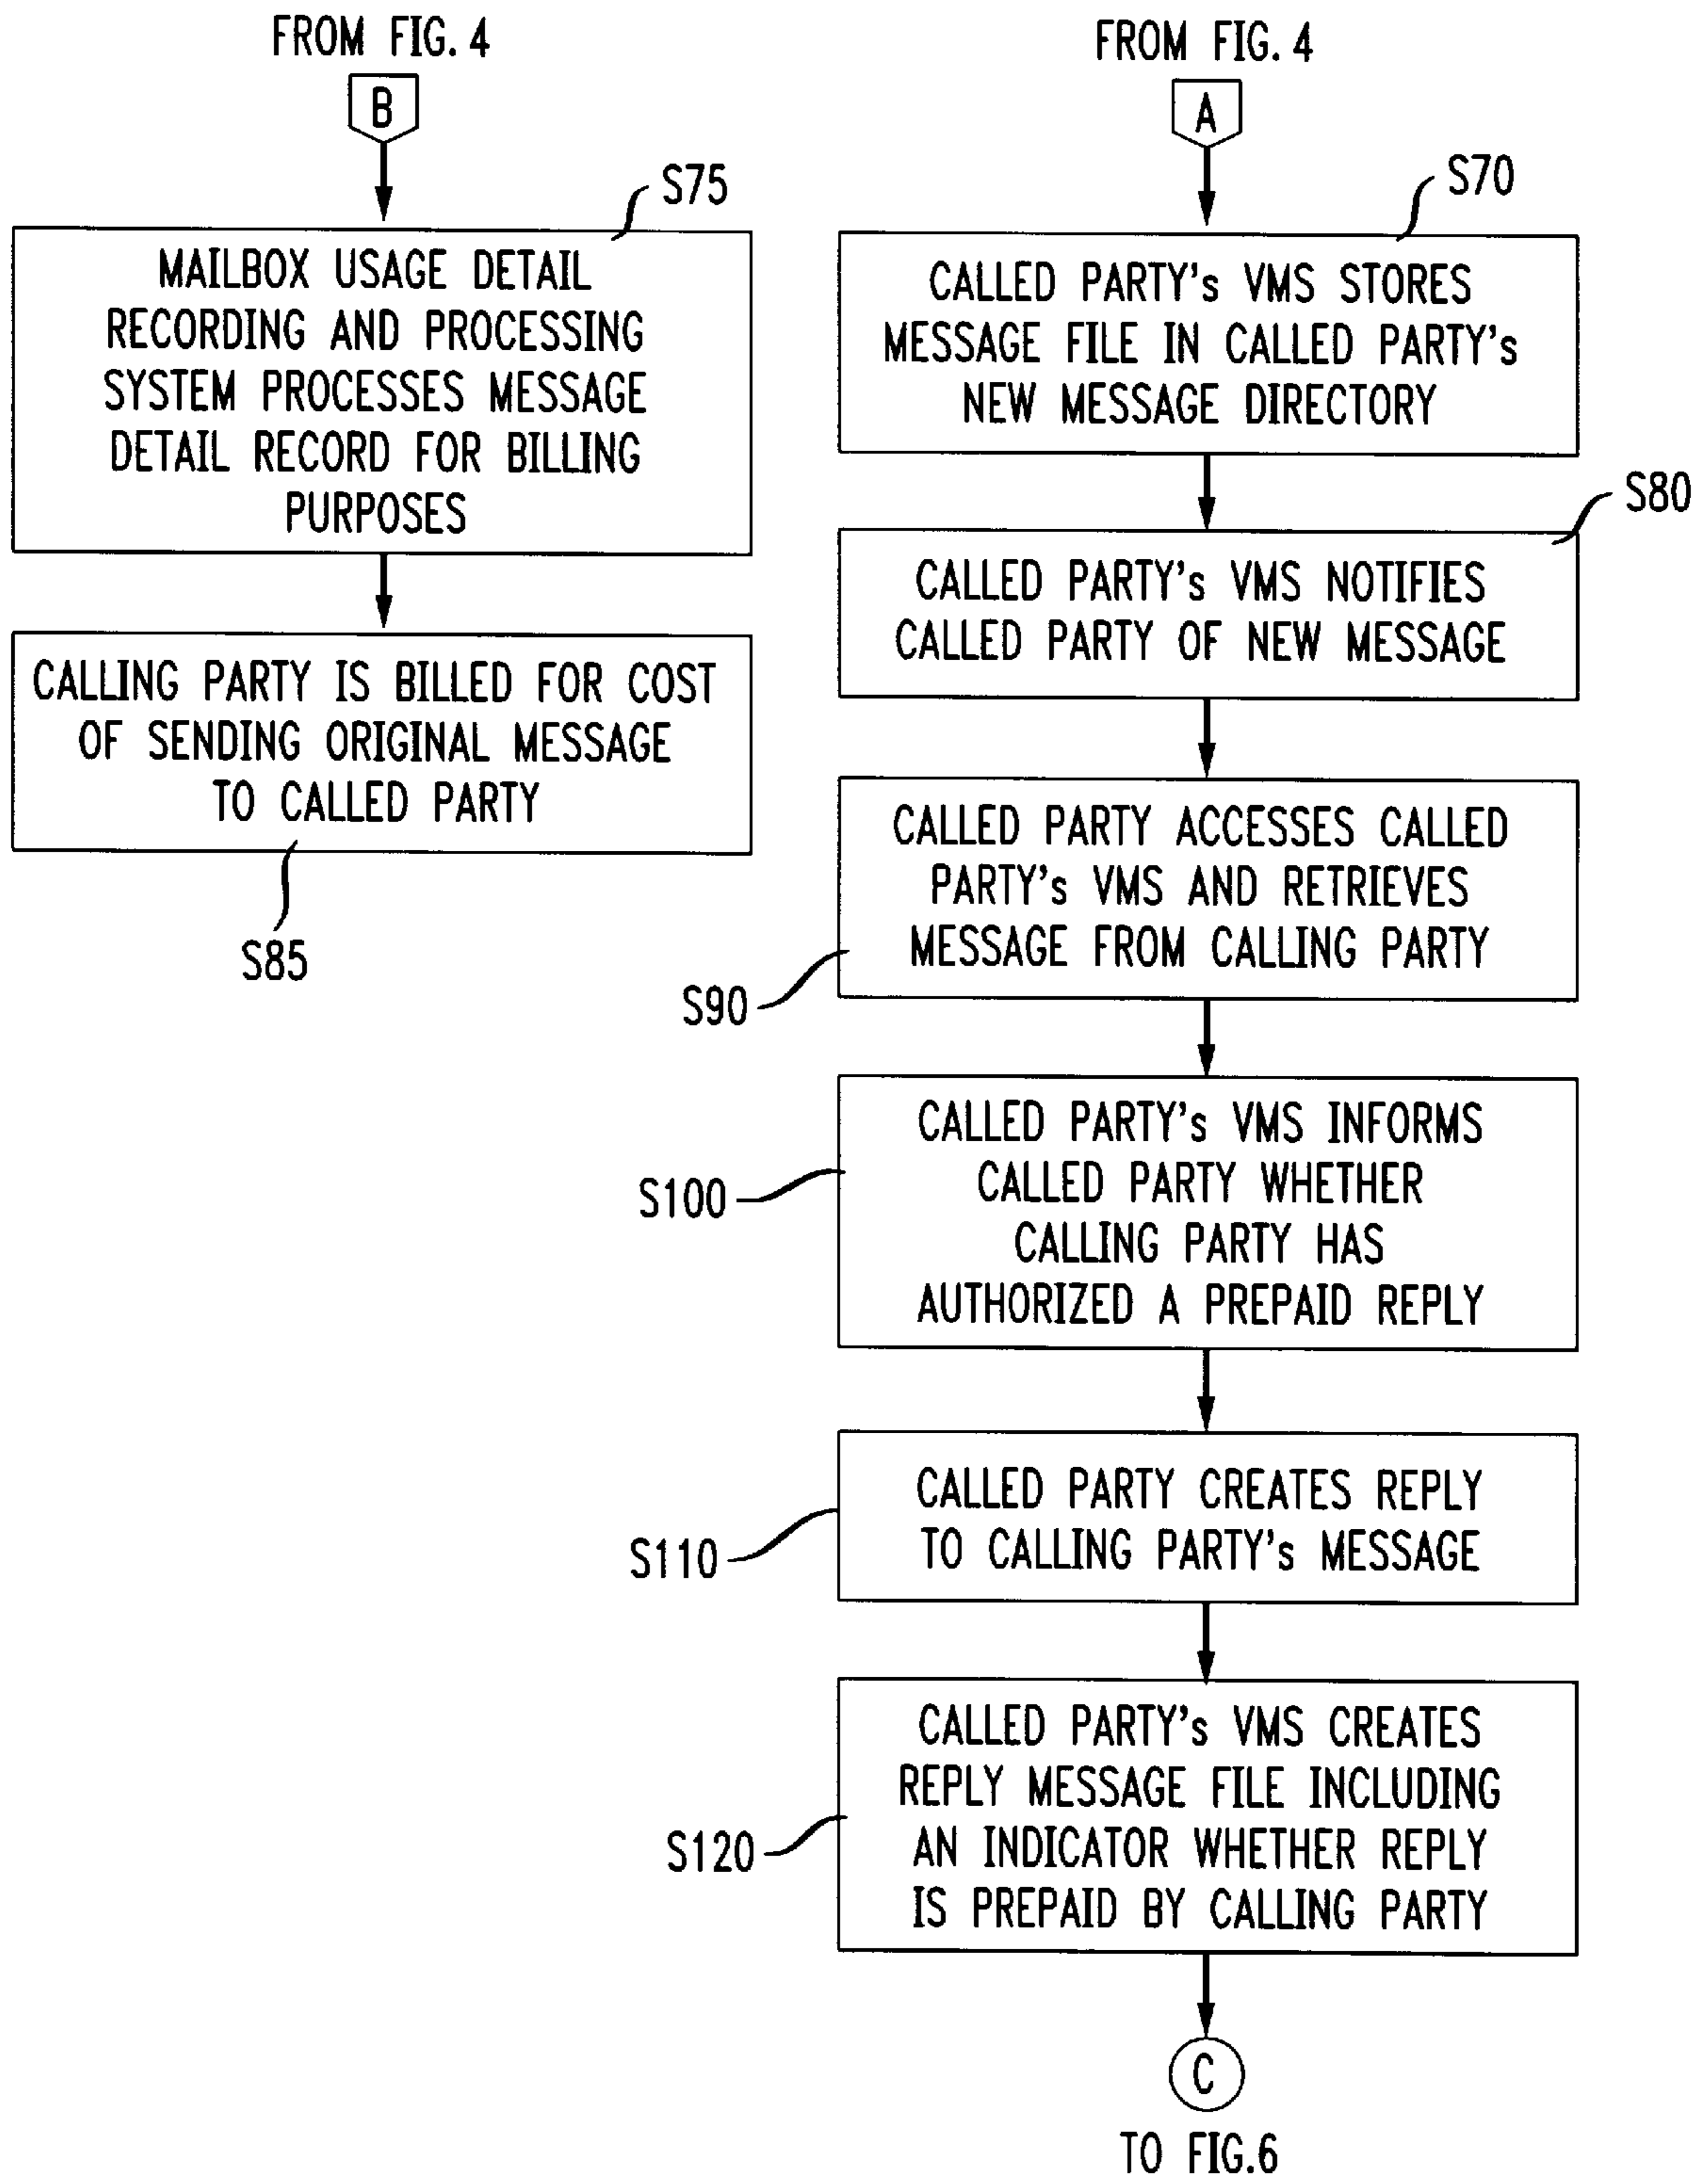 FROM FIG. 4
B
S75
MAILBOX USAGE DETAIL
RECORDING AND PROCESSING
SYSTEM PROCESSES MESSAGE
DETAIL RECORD FOR BILLING
PURPOSES
CALLING PARTY IS BILLED FOR COST
OF SENDING ORIGINAL MESSAGE
TO CALLED PARTY
S85
FROM FIG. 4
A
S70
CALLED PARTY's VMS STORES
MESSAGE FILE IN CALLED PARTY's
NEW MESSAGE DIRECTORY
S80
CALLED PARTY's VMS NOTIFIES
CALLED PARTY OF NEW MESSAGE
CALLED PARTY ACCESSES CALLED
PARTY's VMS AND RETRIEVES
MESSAGE FROM CALLING PARTY
S90
CALLED PARTY's VMS INFORMS
CALLED PARTY WHETHER
CALLING PARTY HAS
AUTHORIZED A PREPAID REPLY
S100
CALLED PARTY CREATES REPLY
TO CALLING PARTY's MESSAGE
S110
CALLED PARTY's VMS CREATES
REPLY MESSAGE FILE INCLUDING
AN INDICATOR WHETHER REPLY
IS PREPAID BY CALLING PARTY
S120
C
TO FIG.6